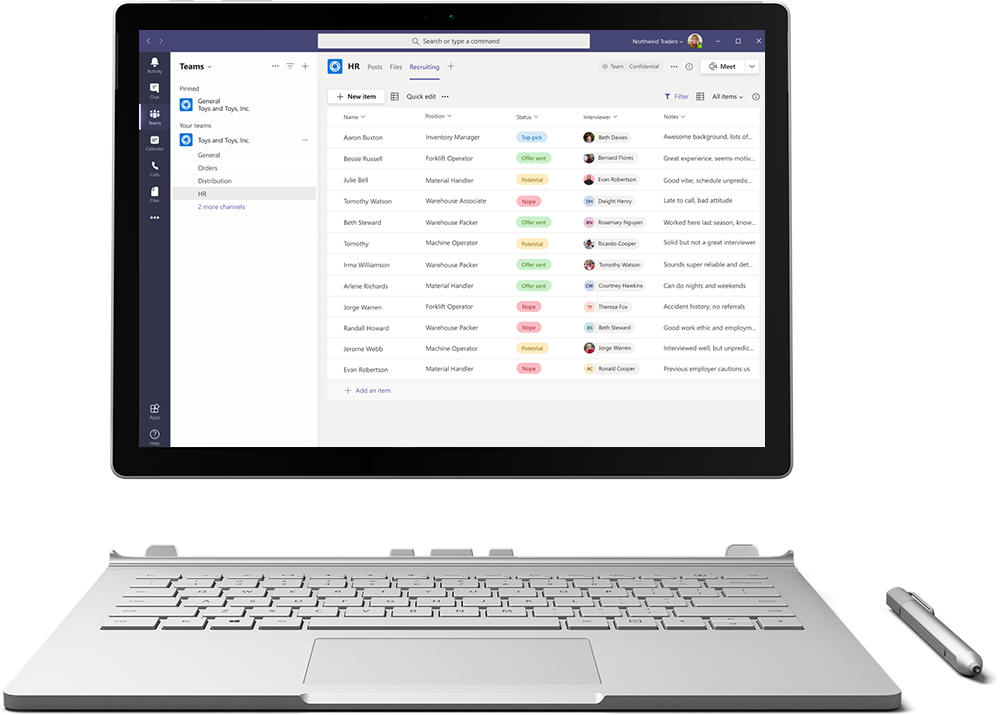 Search or type a command
Northwind Traders
Activity
Chat
Teams
Calendar
Calls
Files
Apps
Help
Teams
Pinned
General
Toys and Toys, Inc.
Your teams
Toys and Toys, Inc.
General
Orders
Distribution
HR
2 more channels
HR Posts Files Recruiting
Team Confidential
Meet
New item Quick edit
Filter All items
Name Position Status Interviewer Notes
Aaron Buxton Inventory Manager Top pick Beth Davies Awesome background, lots of...
Bessie Russell Forklift Operator Offer sent Bernard Flores Great experience, seems motiv...
Julie Bell Material Handler Potential Evan Robertson Good vibe, schedule unpredic...
Tomothy Watson Warehouse Associate Nope DH Dwight Henry Late to call, bad attitude
Beth Steward Warehouse Packer Offer sent RN Rosemary Nguyen Worked here last season, know...
Tomothy Machine Operator Potential Ricardo Cooper Solid but not a great interviewer
Irma Williamson Warehouse Packer Offer sent Tomothy Watson Sounds super reliable and det...
Arlene Richards Material Handler Offer sent CW Courtney Hawkins Can do nights and weekends
Jorge Warren Forklift Operator Nope TF Theresa Fox Accident history, no referrals
Randall Howard Warehouse Packer Nope BS Beth Steward Good work ethic and employm...
Jerome Webb Machine Operator Potential Jorge Warren Interviewed well, but unpredic...
Evan Robertson Material Handler Nope RC Ronald Cooper Previous employer cautions us
Add an item